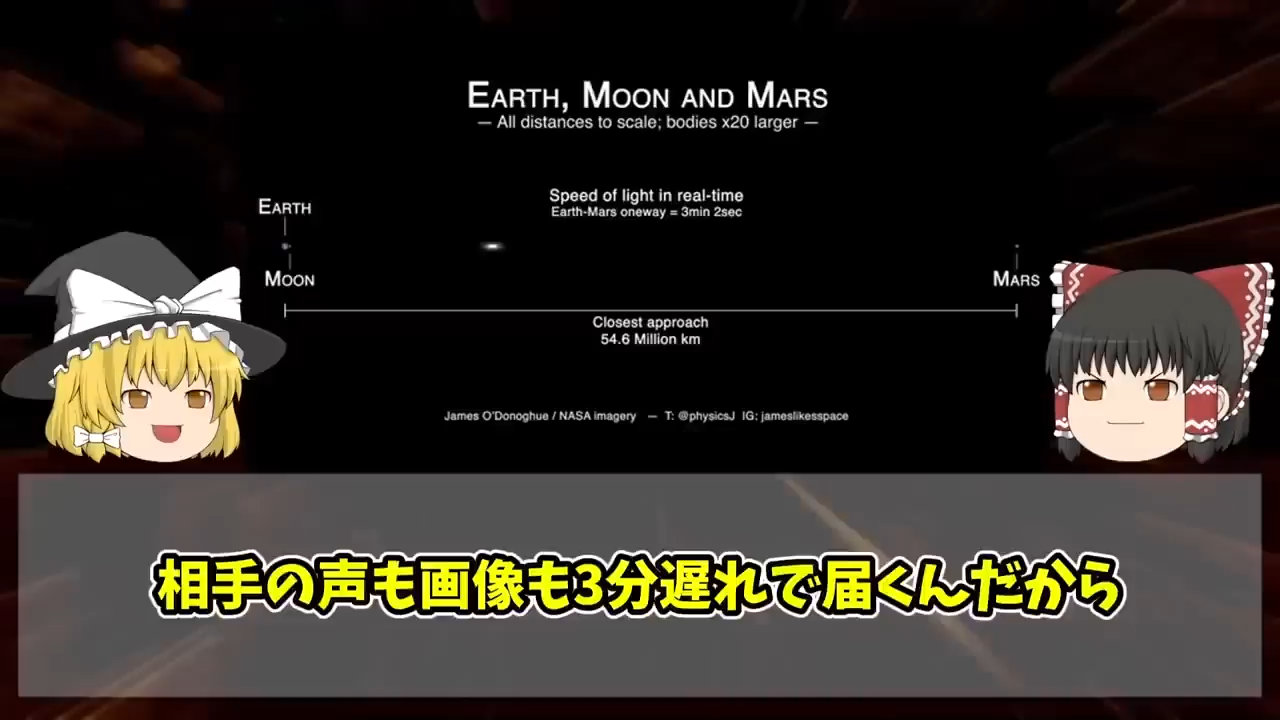 EARTH, MOON AND MARS
— All distances to scale; bodies x20 larger —
Speed of light in real-time
Earth-Mars oneway = 3min 2sec
EARTH
MOON
MARS
Closest approach
54.6 Million km
James O'Donoghue / NASA imagery — T: @physicsJ IG: jameslikesspace
相手の声も画像も3分遅れで届くんだから